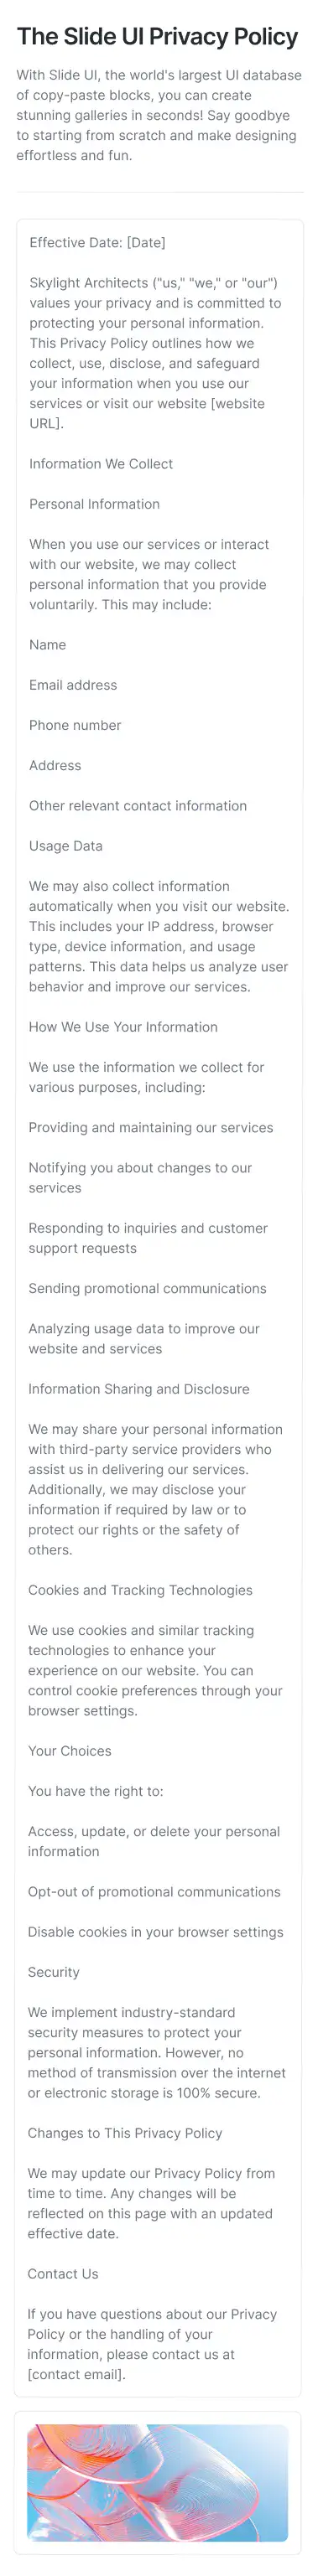 The Slide UI Privacy Policy
With Slide UI, the world's largest UI database
of copy-paste blocks, you can create
stunning galleries in seconds! Say goodbye
to starting from scratch and make designing
effortless and fun.
Effective Date: [Date]
Skylight Architects ("us," "we," or "our")
values your privacy and is committed to
protecting your personal information.
This Privacy Policy outlines how we
collect, use, disclose, and safeguard
your information when you use our
services or visit our website [website
URL].
Information We Collect
Personal Information
When you use our services or interact
with our website, we may collect
personal information that you provide
voluntarily. This may include:
Name
Email address
Phone number
Address
Other relevant contact information
Usage Data
We may also collect information
automatically when you visit our website.
This includes your IP address, browser
type, device information, and usage
patterns. This data helps us analyze user
behavior and improve our services.
How We Use Your Information
We use the information we collect for
various purposes, including:
Providing and maintaining our services
Notifying you about changes to our
services
Responding to inquiries and customer
support requests
Sending promotional communications
Analyzing usage data to improve our
website and services
Information Sharing and Disclosure
We may share your personal information
with third-party service providers who
assist us in delivering our services.
Additionally, we may disclose your
information if required by law or to
protect our rights or the safety of
others.
Cookies and Tracking Technologies
We use cookies and similar tracking
technologies to enhance your
experience on our website. You can
control cookie preferences through your
browser settings.
Your Choices
You have the right to:
Access, update, or delete your personal
information
Opt-out of promotional communications
Disable cookies in your browser settings
Security
We implement industry-standard
security measures to protect your
personal information. However, no
method of transmission over the internet
or electronic storage is 100% secure.
Changes to This Privacy Policy
We may update our Privacy Policy from
time to time. Any changes will be
reflected on this page with an updated
effective date.
Contact Us
If you have questions about our Privacy
Policy or the handling of your
information, please contact us at
[contact email].